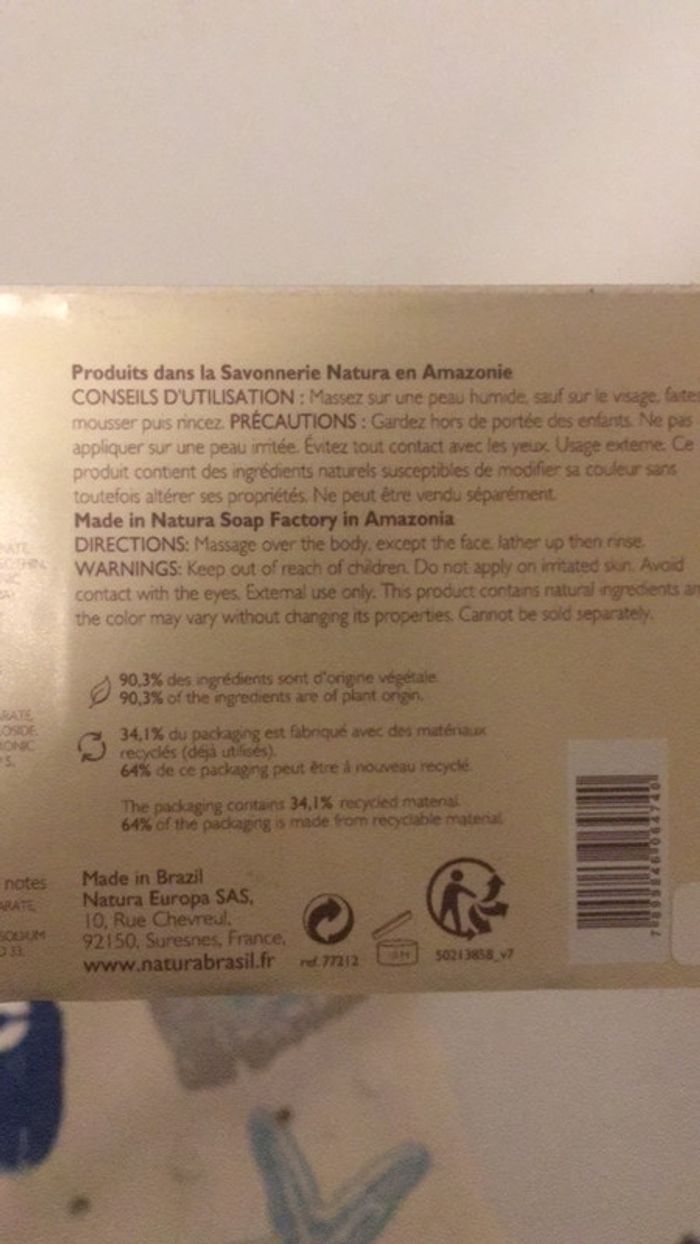 Produits dans la Savonnerie Natura en Amazonie
CONSEILS D'UTILISATION : Massez sur une peau humide, sauf sur le visage, faites
mousser puis rincez. PRÉCAUTIONS : Gardez hors de portée des enfants. Ne pas
appliquer sur une peau irritée. Évitez tout contact avec les yeux. Usage externe. Ce
produit contient des ingrédients naturels susceptibles de modifier sa couleur sans
toutefois altérer ses propriétés. Ne peut être vendu séparément.
Made in Natura Soap Factory in Amazonia
DIRECTIONS: Massage over the body, except the face, lather up then rinse.
WARNINGS: Keep out of reach of children. Do not apply on irritated skin. Avoid
contact with the eyes. External use only. This product contains natural ingredients an
the color may vary without changing its properties. Cannot be sold separately.
90,3% des ingrédients sont d'origine végétale.
90,3% of the ingredients are of plant origin.
34,1% du packaging est fabriqué avec des matériaux
recyclés (déjà utilisés).
64% de ce packaging peut être à nouveau recyclé.
The packaging contains 34,1% recycled material.
64% of the packaging is made from recyclable material.
notes
Made in Brazil
Natura Europa SAS,
10, Rue Chevreul,
92150, Suresnes, France.
www.naturabrasil.fr
ref. 77212
50213858_v7